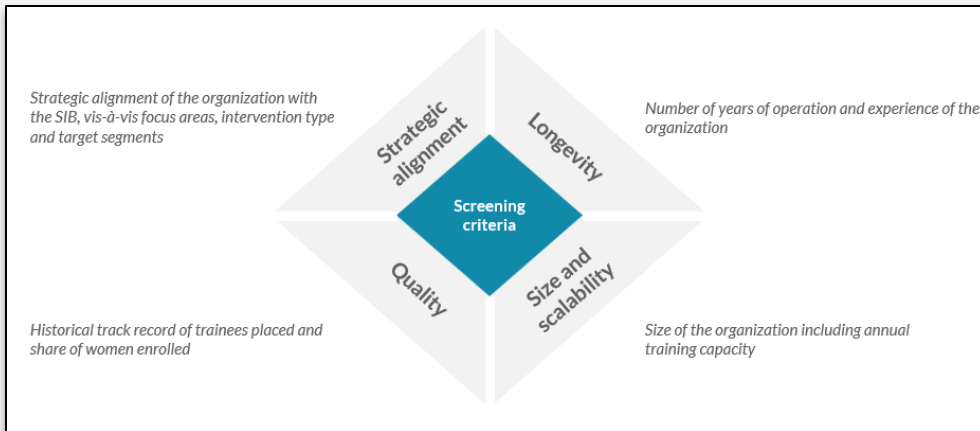 Strategic alignment of the organization with
the SIB, vis-à-vis focus areas, intervention type
and target segments
Strategic
alignment
Longevity
Number of years of operation and experience of the
organization
Screening
criteria
Quality
Size and
scalability
Historical track record of trainees placed and
share of women enrolled
Size of the organization including annual
training capacity